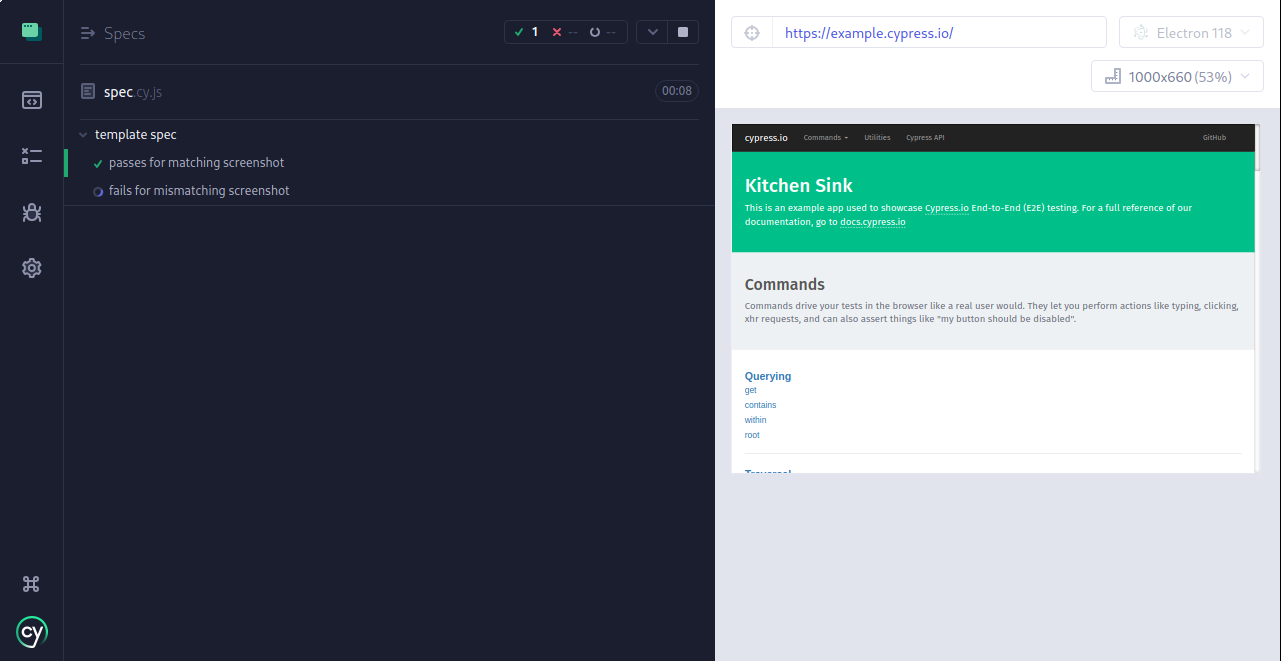 Specs
1 -- --
spec.cy.js
00:08
template spec
passes for matching screenshot
fails for mismatching screenshot
cy
https://example.cypress.io/
Electron 118
1000x660 (53%)
cypress.io Commands Utilities Cypress API GitHub
Kitchen Sink
This is an example app used to showcase Cypress.io End-to-End (E2E) testing. For a full reference of our
documentation, go to docs.cypress.io
Commands
Commands drive your tests in the browser like a real user would. They let you perform actions like typing, clicking,
xhr requests, and can also assert things like "my button should be disabled".
Querying
get
contains
within
root